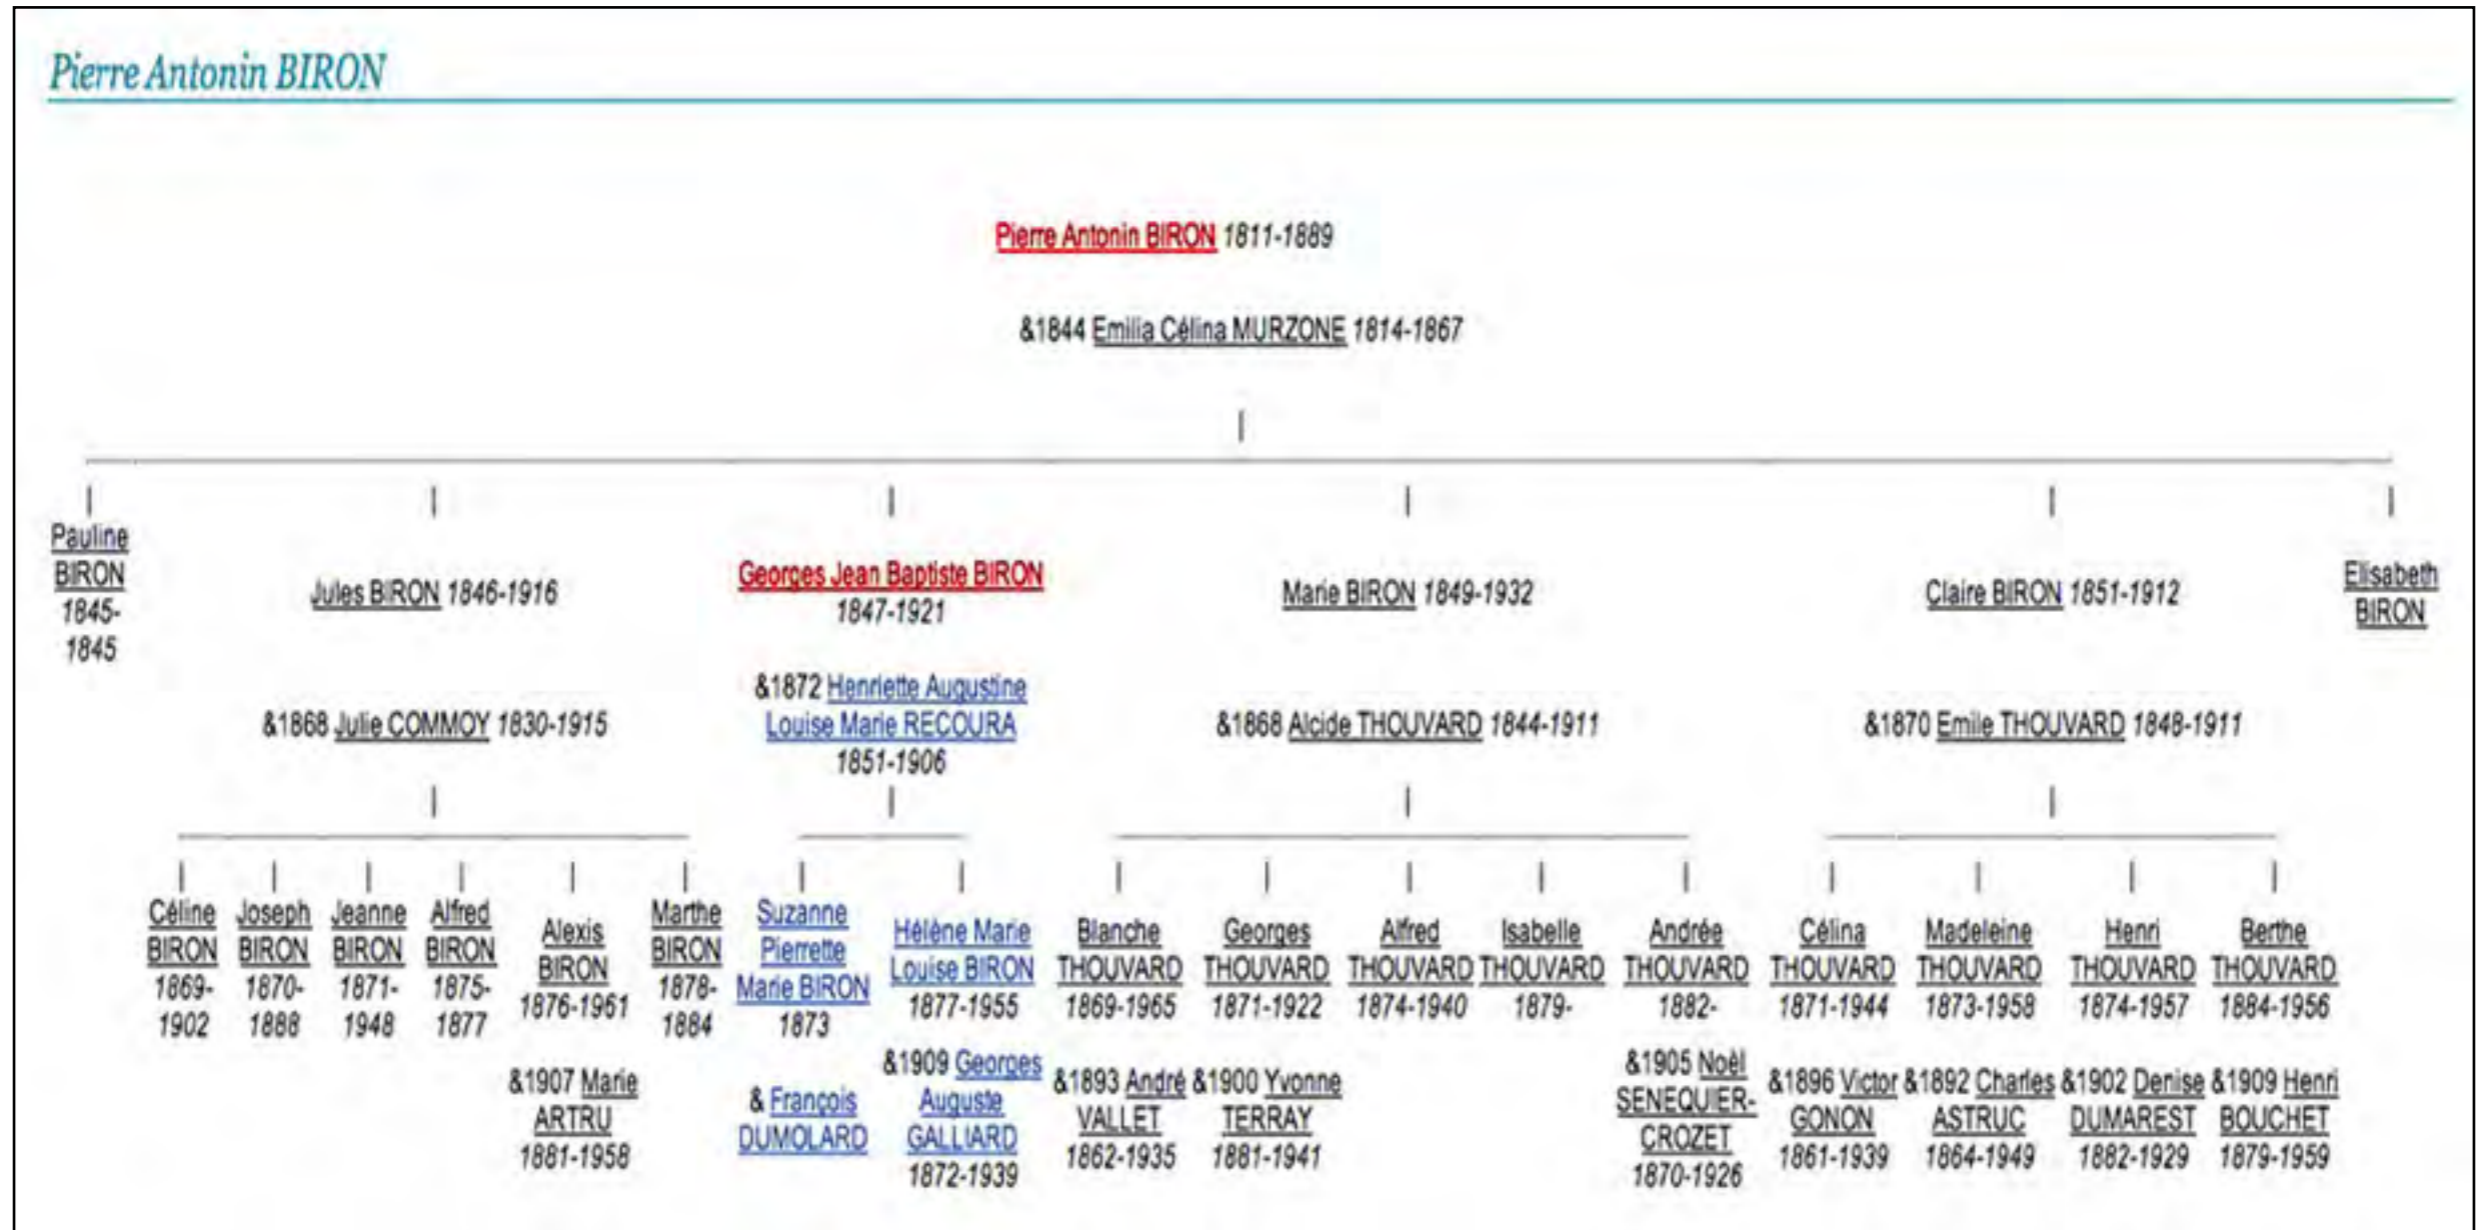 Pierre Antonin BIRON
Pierre Antonin BIRON 1811-1889
&1844 Emilia Célina MURZONE 1814-1867
Pauline
BIRON
1845-
1845
Jules BIRON 1846-1916
&1868 Julie COMMOY 1830-1915
Georges Jean Baptiste BIRON
1847-1921
&1872 Henriette Augustine
Louise Marie RECOURA
1851-1906
Marie BIRON 1849-1932
&1868 Alcide THOUVARD 1844-1911
Claire BIRON 1851-1912
&1870 Emile THOUVARD 1848-1911
Elisabeth
BIRON
Céline
BIRON
1869-
1902
Joseph
BIRON
1870-
1888
Jeanne
BIRON
1871-
1948
Alfred
BIRON
1875-
1877
Alexis
BIRON
1876-1961
&1907 Marie
ARTRU
1881-1958
Marthe
BIRON
1878-
1884
Suzanne
Pierrette
Marie BIRON
1873
& François
DUMOLARD
Hélène Marie
Louise BIRON
1877-1955
&1909 Georges
Auguste
GALLIARD
1872-1939
Blanche
THOUVARD
1869-1965
&1893 André
VALLET
1862-1935
Georges
THOUVARD
1871-1922
&1900 Yvonne
TERRAY
1881-1941
Alfred
THOUVARD
1874-1940
Isabelle
THOUVARD
1879-
Andrée
THOUVARD
1882-
&1905 Noël
SENEQUIER-
CROZET
1870-1926
Célina
THOUVARD
1871-1944
&1896 Victor
GONON
1861-1939
Madeleine
THOUVARD
1873-1958
&1892 Charles
ASTRUC
1864-1949
Henri
THOUVARD
1874-1957
&1902 Denise
DUMAREST
1882-1929
Berthe
THOUVARD
1884-1956
&1909 Henri
BOUCHET
1879-1959